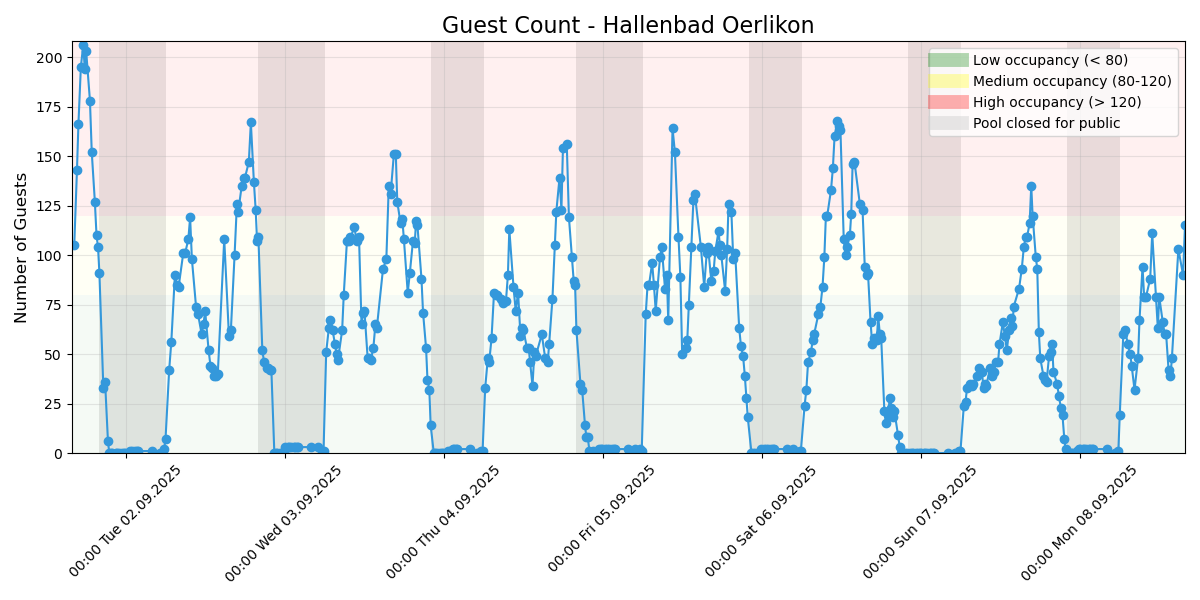 Guest Count - Hallenbad Oerlikon
Number of Guests
200
175
150
125
100
75
50
25
0
Low occupancy (< 80)
Medium occupancy (80-120)
High occupancy (> 120)
Pool closed for public
00:00 Tue 02.09.2025
00:00 Wed 03.09.2025
00:00 Thu 04.09.2025
00:00 Fri 05.09.2025
00:00 Sat 06.09.2025
00:00 Sun 07.09.2025
00:00 Mon 08.09.2025